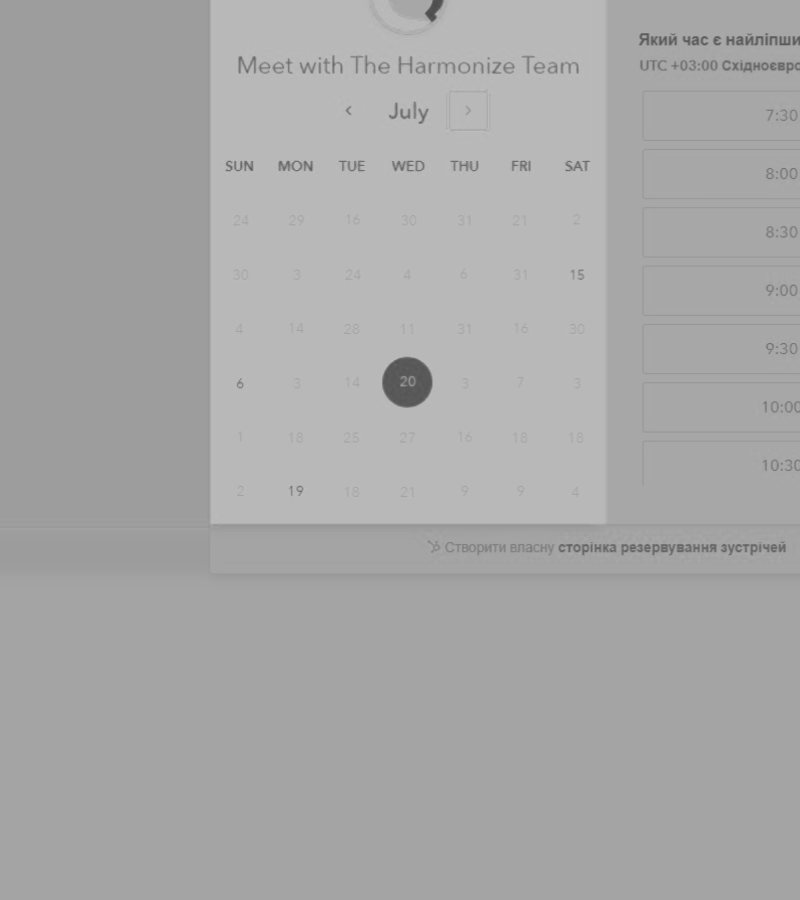 Meet with The Harmonize Team
July
SUN MON TUE WED THU FRI SAT
24 29 16 30 31 21 2
30 3 24 4 6 31 15
4 14 28 11 31 16 30
6 3 14 20 3 7 3
1 18 25 27 16 18 18
2 19 18 21 9 9 4
Який час є
UTC +03:00
7:30
8:00
8:30
9:00
9:30
10:00
10:30
Створити власну сторінка резервування зустрічей